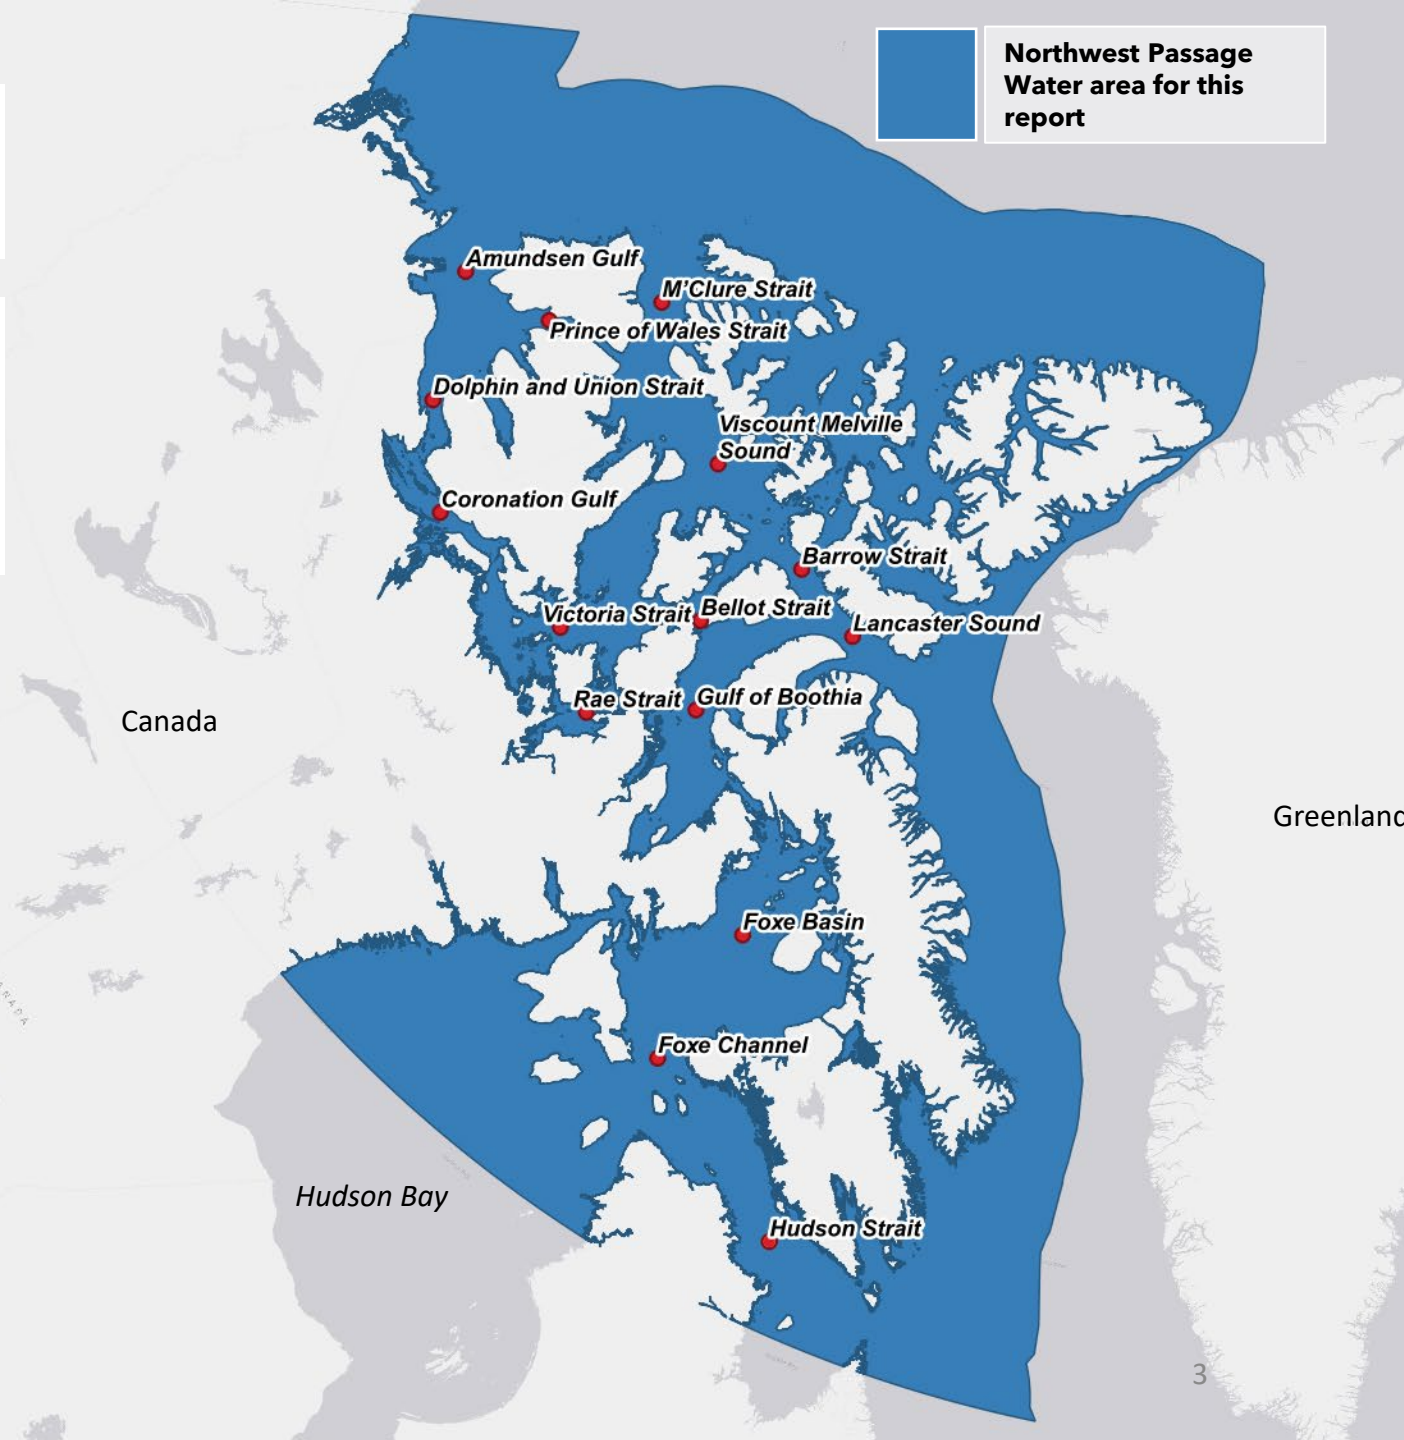 Northwest Passage
Water area for this
report
Amundsen Gulf
M'Clure Strait
Prince of Wales Strait
Dolphin and Union Strait
Viscount Melville
Sound
Coronation Gulf
Barrow Strait
Victoria Strait
Bellot Strait
Lancaster Sound
Rae Strait
Gulf of Boothia
Canada
Greenland
Foxe Basin
Foxe Channel
Hudson Bay
Hudson Strait
3